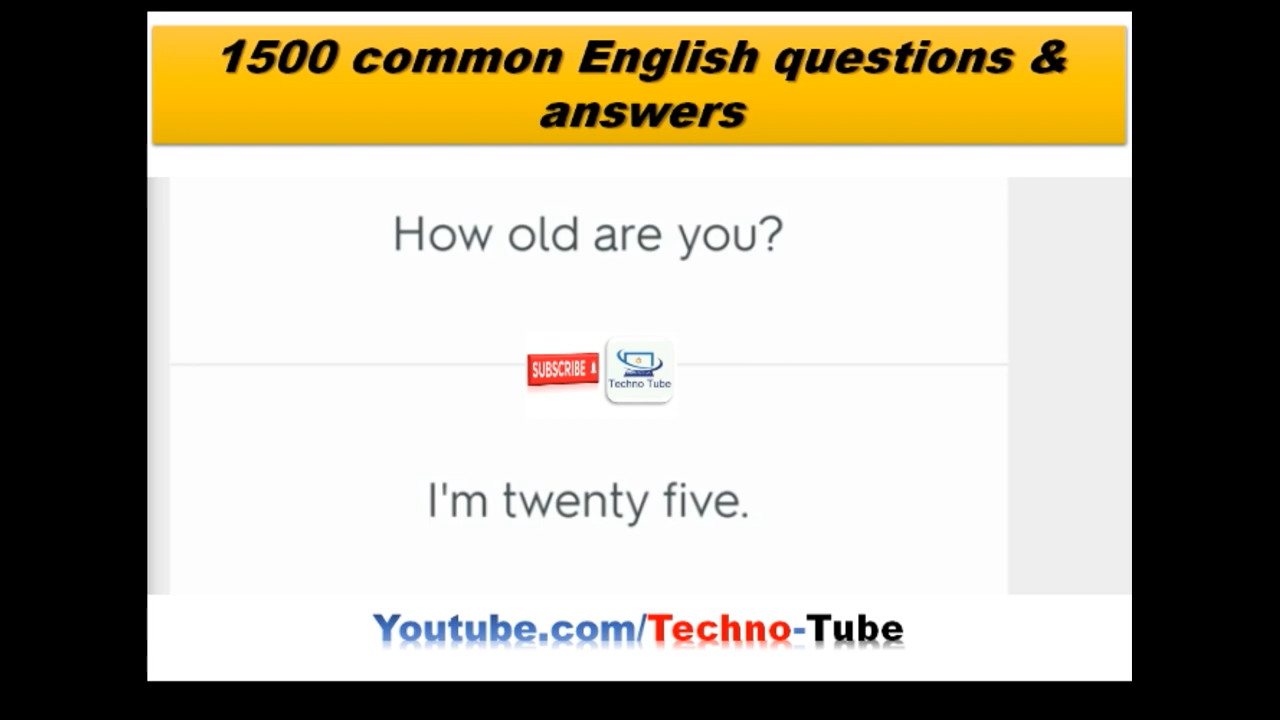 1500 common English questions &
answers
How old are you?
SUBSCRIBE
Techno Tube
I'm twenty five.
Youtube.com/Techno-Tube